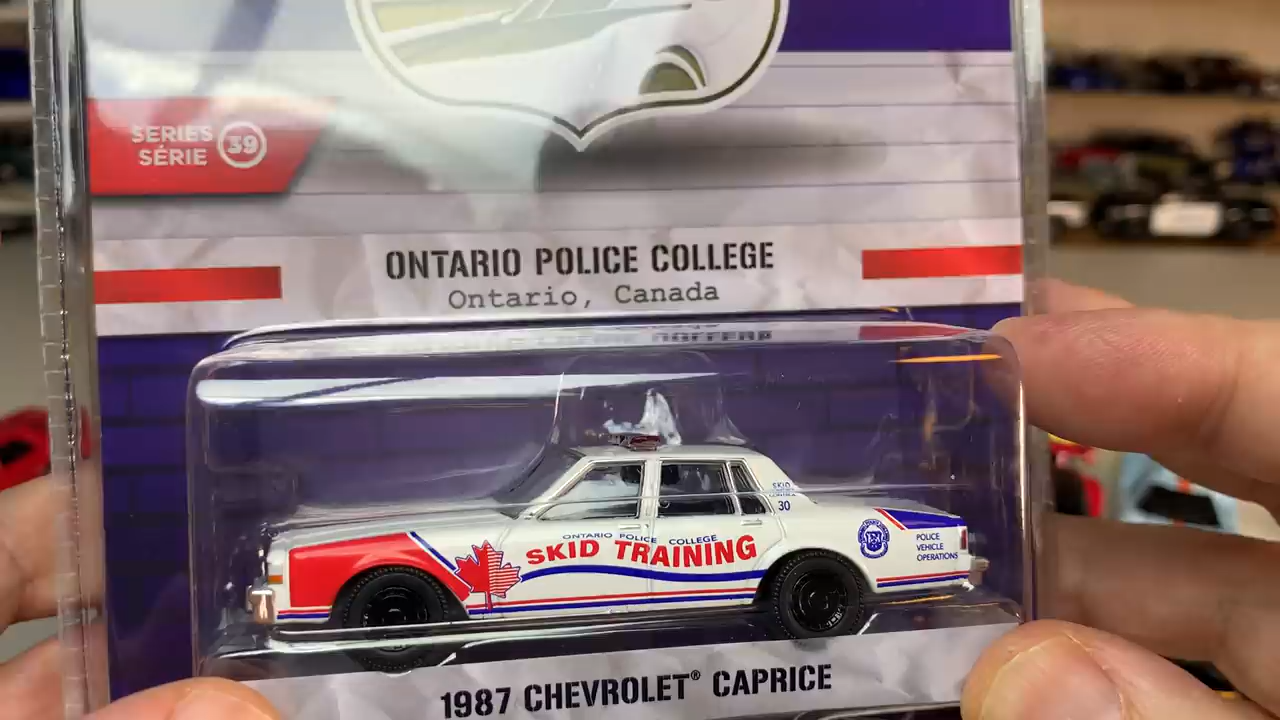 SERIES
SÉRIE
39
ONTARIO POLICE COLLEGE
Ontario, Canada
SKID
30
ONTARIO POLICE COLLEGE
SKID TRAINING
POLICE
VEHICLE
OPERATIONS
1987 CHEVROLET® CAPRICE